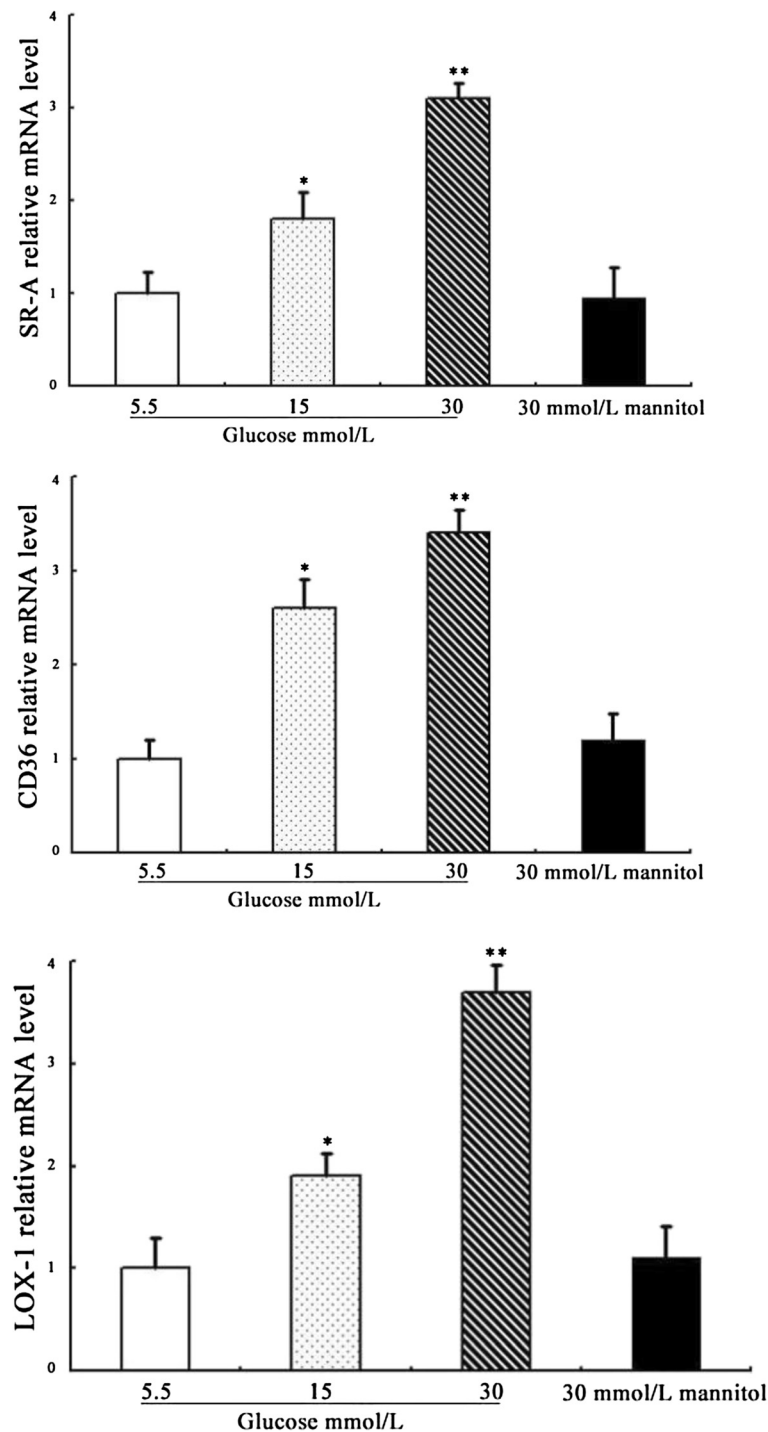 SR-A relative mRNA level
4
3
2
1
0
*
**
5.5 15 30 30 mmol/L mannitol
Glucose mmol/L
CD36 relative mRNA level
4
3
2
1
0
*
**
5.5 15 30 30 mmol/L mannitol
Glucose mmol/L
LOX-1 relative mRNA level
4
3
2
1
0
*
**
5.5 15 30 30 mmol/L mannitol
Glucose mmol/L